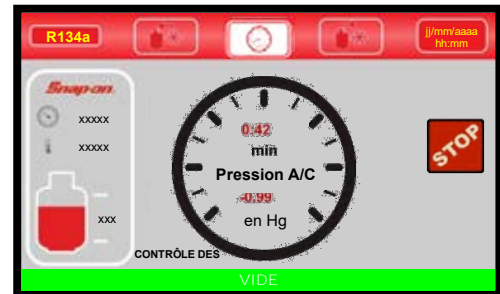 R134a
jj/mm/aaaa
hh:mm
Snap-on
xxxxx
xxxxx
xxx
0:42
min
Pression A/C
-0.99
en Hg
STOP
CONTRÔLE DES
VIDE